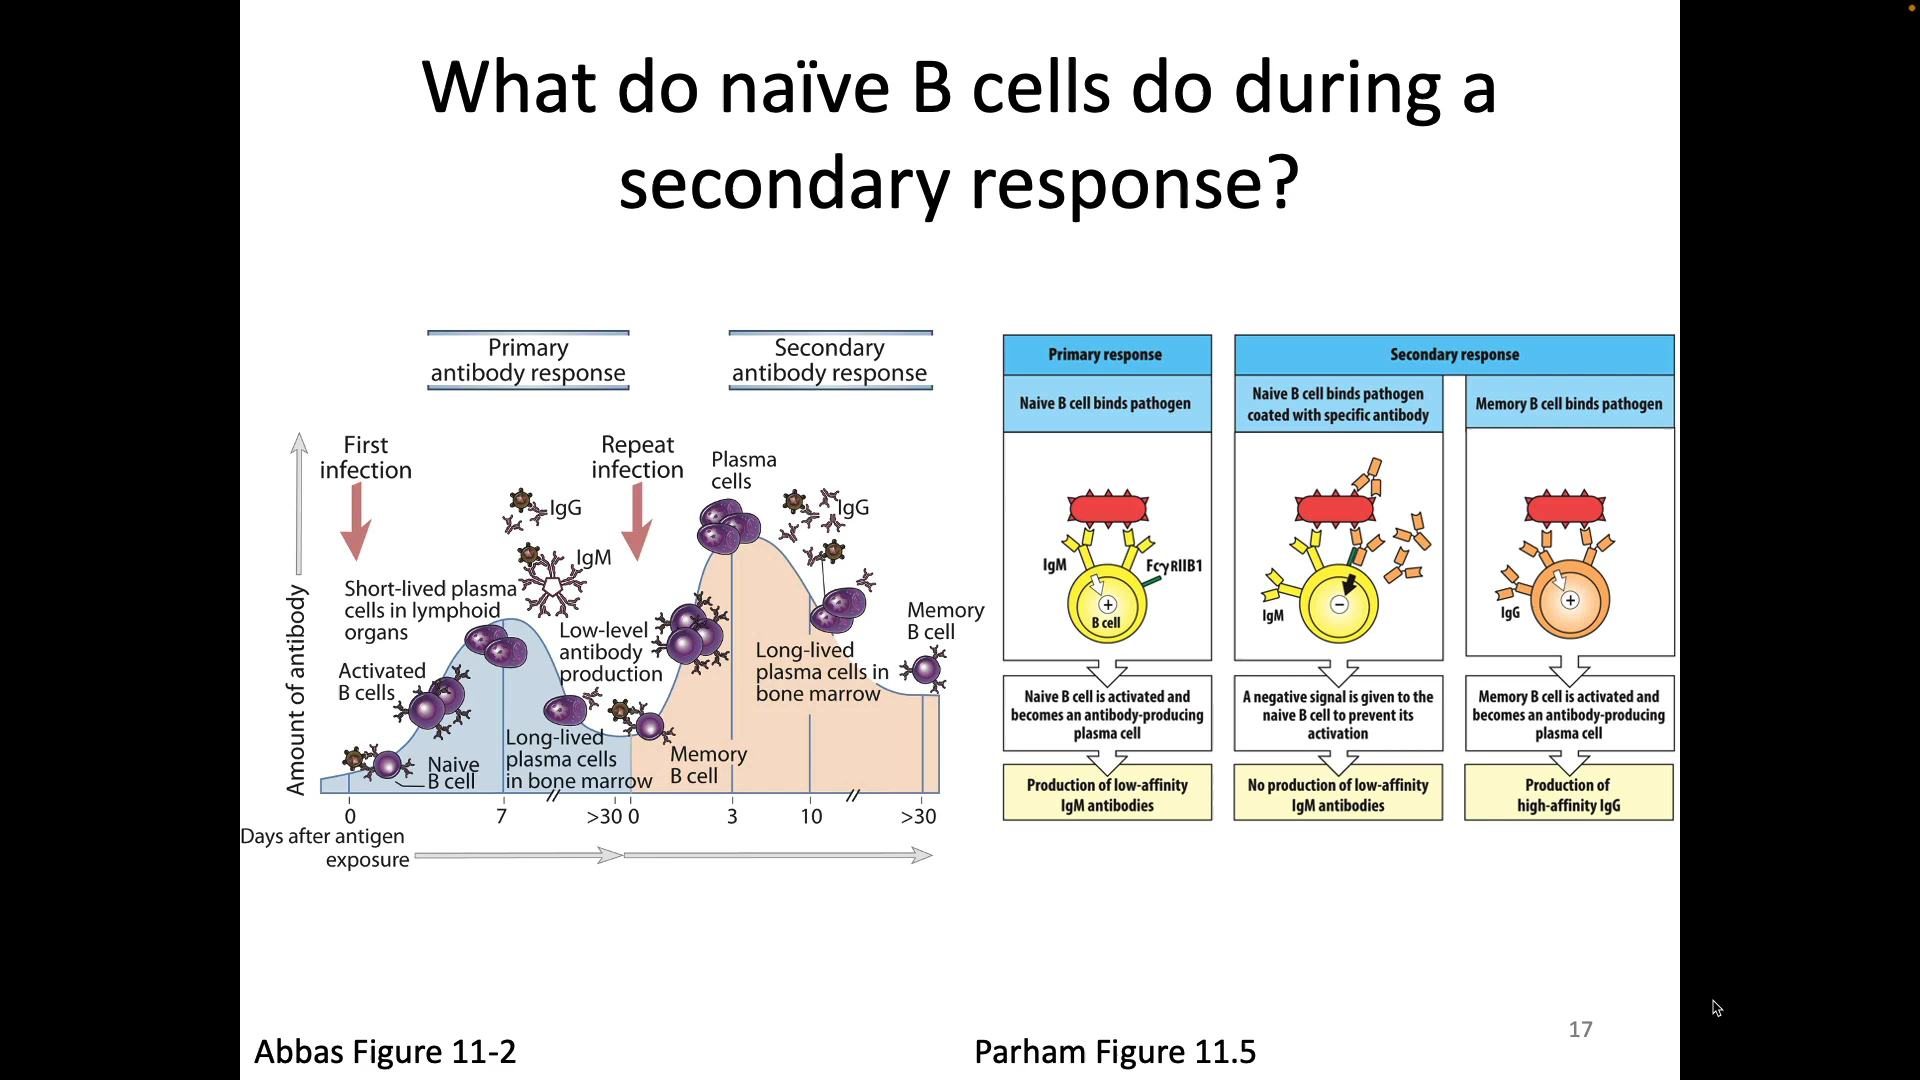 What do naïve B cells do during a
secondary response?
Primary
antibody response
Secondary
antibody response
First
infection
Repeat
infection
Plasma
cells
IgG
IgG
IgM
Short-lived plasma
cells in lymphoid
organs
Activated
B cells
Low-level
antibody
production
Long-lived
plasma cells in
bone marrow
Memory
B cell
Naive
B cell
Long-lived
plasma cells
in bone marrow
Memory
B cell
Amount of antibody
0
7
>30
0
3
10
>30
Days after antigen
exposure
Primary response
Secondary response
Naive B cell binds pathogen
Naive B cell binds pathogen
coated with specific antibody
Memory B cell binds pathogen
IgM
FcγRIIB1
+
B cell
IgM
−
IgG
+
Naive B cell is activated and
becomes an antibody-producing
plasma cell
A negative signal is given to the
naive B cell to prevent its
activation
Memory B cell is activated and
becomes an antibody-producing
plasma cell
Production of low-affinity
IgM antibodies
No production of low-affinity
IgM antibodies
Production of
high-affinity IgG
17
Abbas Figure 11-2
Parham Figure 11.5